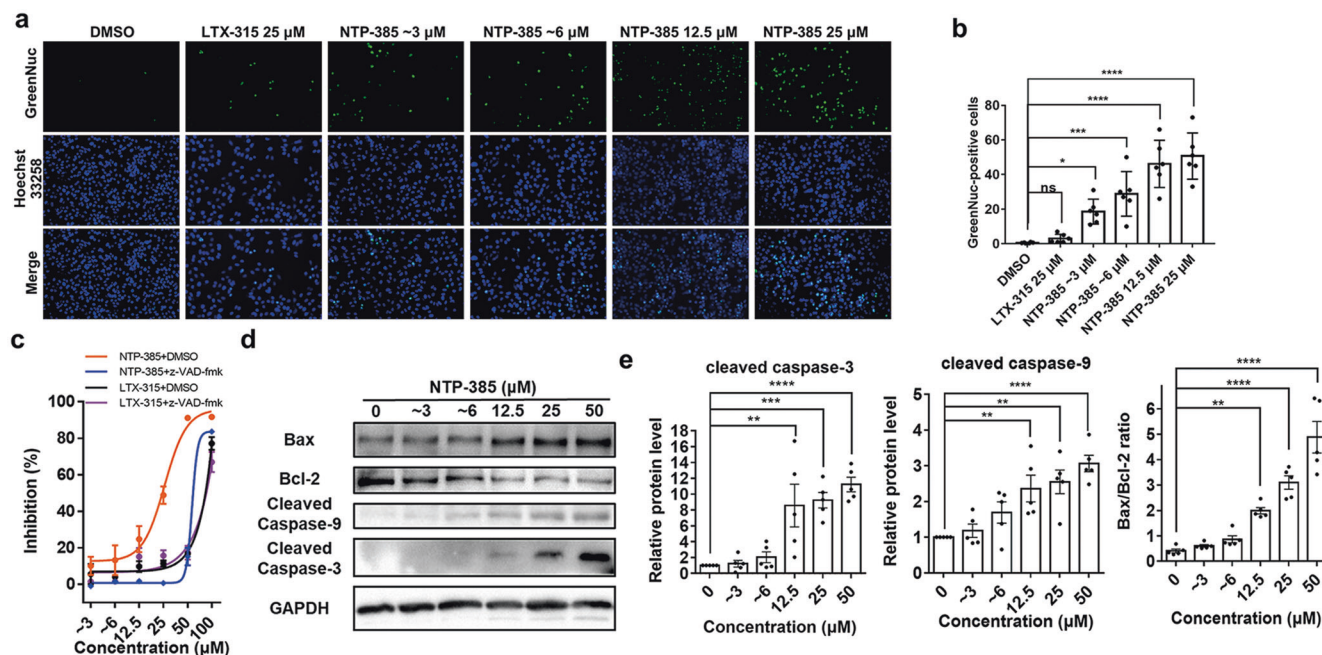 a
DMSO
LTX-315 25 µM
NTP-385 ~3 µM
NTP-385 ~6 µM
NTP-385 12.5 µM
NTP-385 25 µM
GreenNuc
Hoechst
33258
Merge
b
GreenNuc-positive cells
80
60
40
20
0
ns
*
***
****
****
DMSO
LTX-315 25 µM
NTP-385 ~3 µM
NTP-385 ~6 µM
NTP-385 12.5 µM
NTP-385 25 µM
c
NTP-385+DMSO
NTP-385+z-VAD-fmk
LTX-315+DMSO
LTX-315+z-VAD-fmk
Inhibition (%)
100
80
60
40
20
0
~3
~6
12.5
25
50
100
Concentration (µM)
d
NTP-385 (µM)
0 ~3 ~6 12.5 25 50
Bax
Bcl-2
Cleaved
Caspase-9
Cleaved
Caspase-3
GAPDH
e
cleaved caspase-3
Relative protein level
18
16
14
12
10
8
6
4
2
0
**
***
****
0
~3
~6
12.5
25
50
Concentration (µM)
cleaved caspase-9
Relative protein level
5
4
3
2
1
0
**
**
****
0
~3
~6
12.5
25
50
Concentration (µM)
Bax/Bcl-2 ratio
8
7
6
5
4
3
2
1
0
**
****
****
0
~3
~6
12.5
25
50
Concentration (µM)